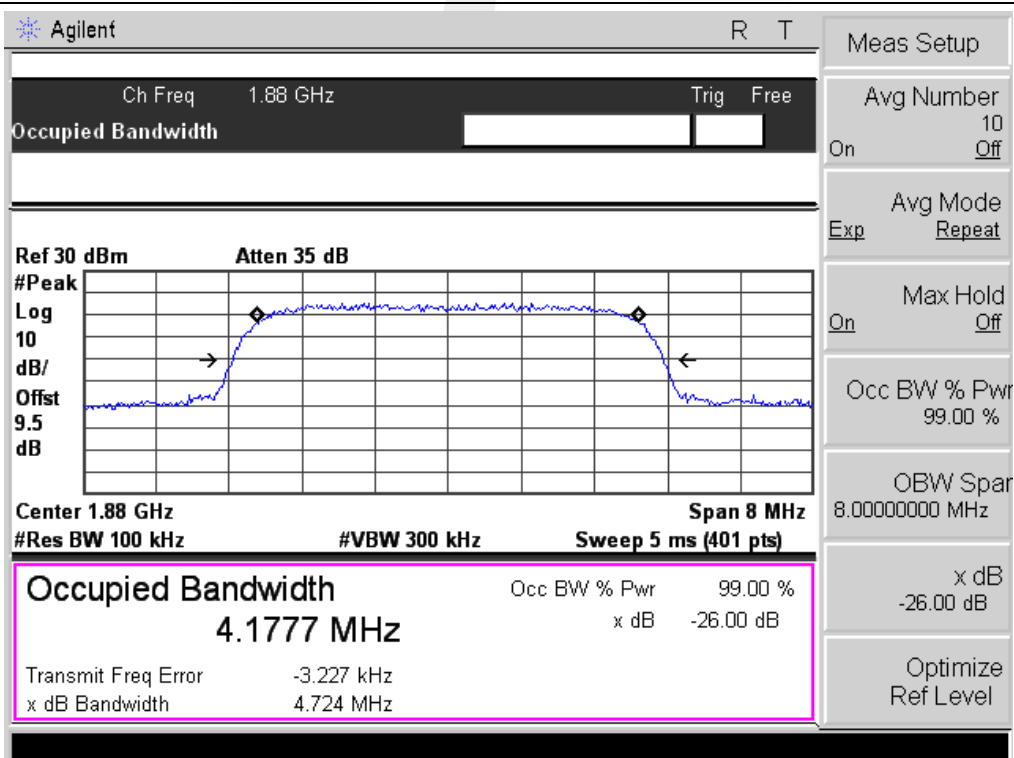 Agilent R T
Ch Freq 1.88 GHz Trig Free
Occupied Bandwidth
Ref 30 dBm Atten 35 dB
#Peak
Log
10
dB/
Offst
9.5
dB
Center 1.88 GHz Span 8 MHz
#Res BW 100 kHz #VBW 300 kHz Sweep 5 ms (401 pts)
Occupied Bandwidth Occ BW % Pwr 99.00 %
4.1777 MHz x dB -26.00 dB
Transmit Freq Error -3.227 kHz
x dB Bandwidth 4.724 MHz
Meas Setup
Avg Number
10
On Off
Avg Mode
Exp Repeat
Max Hold
On Off
Occ BW % Pwr
99.00 %
OBW Span
8.00000000 MHz
x dB
-26.00 dB
Optimize
Ref Level